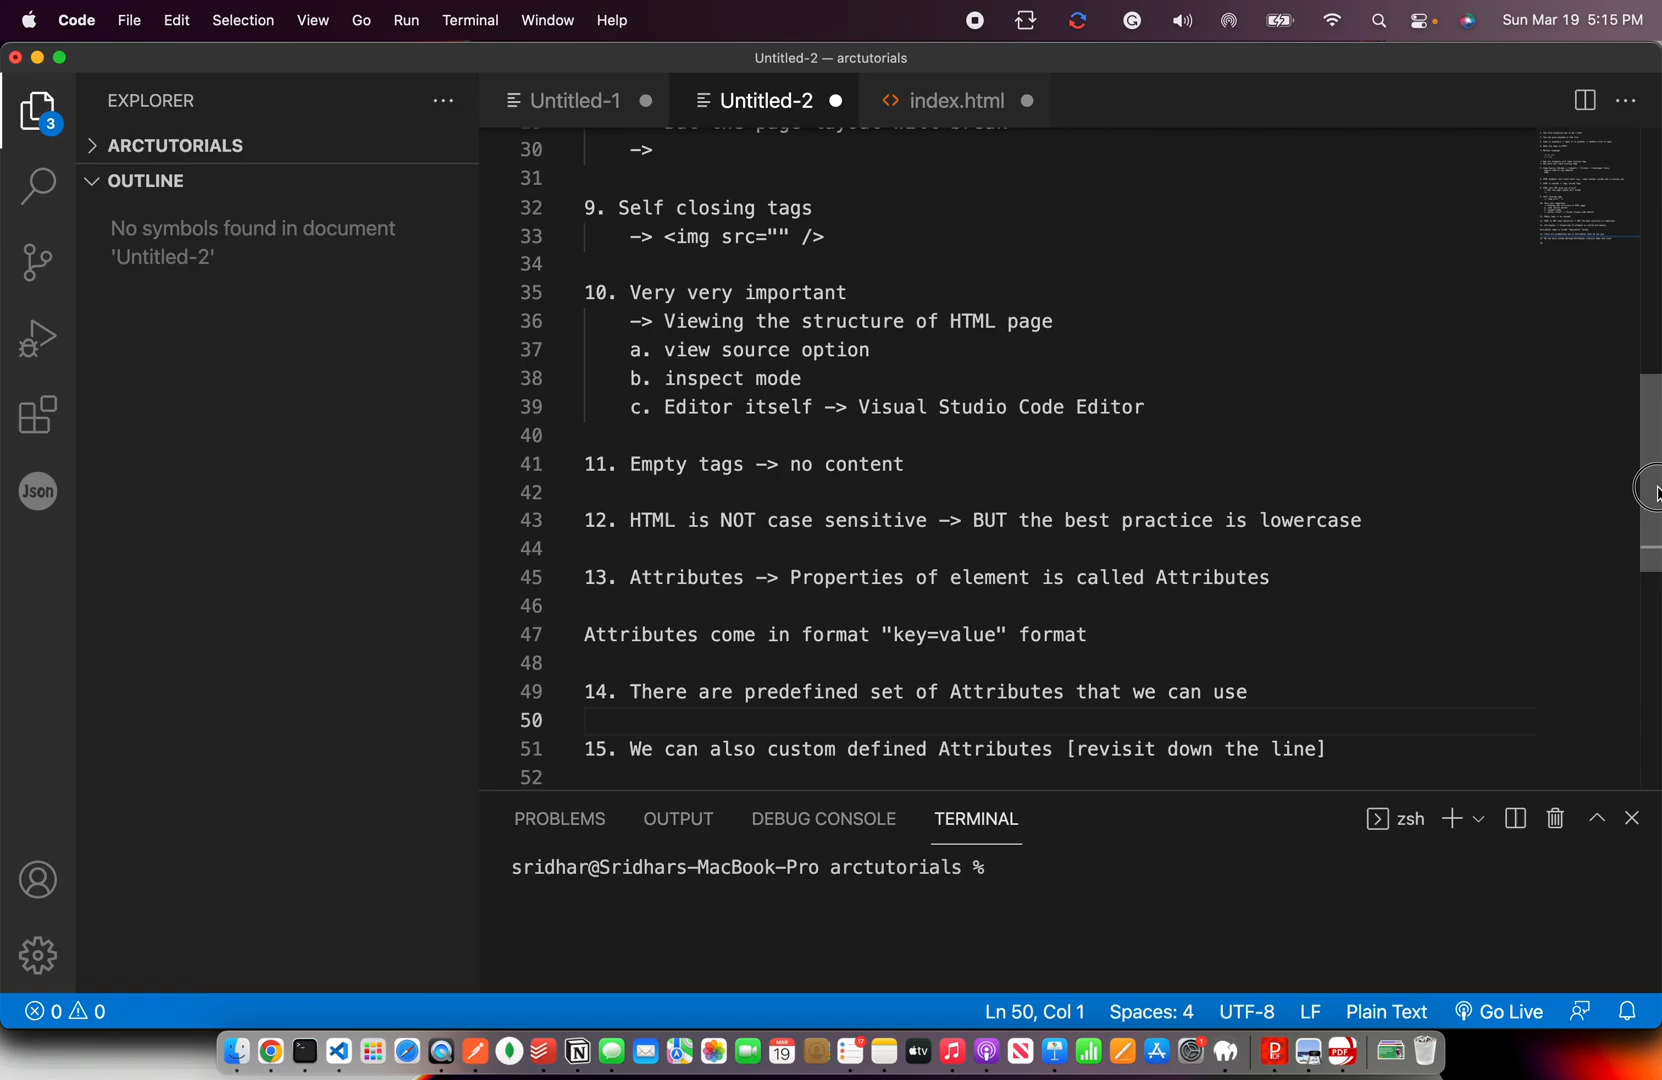 Code File Edit Selection View Go Run Terminal Window Help Sun Mar 19 5:15 PM
Untitled-2 — arctutorials
EXPLORER
Untitled-1
Untitled-2
index.html
3
ARCTUTORIALS
OUTLINE
No symbols found in document
'Untitled-2'
Json
30 ->
31
32 9. Self closing tags
33 -> <img src="" />
34
35 10. Very very important
36 -> Viewing the structure of HTML page
37 a. view source option
38 b. inspect mode
39 c. Editor itself -> Visual Studio Code Editor
40
41 11. Empty tags -> no content
42
43 12. HTML is NOT case sensitive -> BUT the best practice is lowercase
44
45 13. Attributes -> Properties of element is called Attributes
46
47 Attributes come in format "key=value" format
48
49 14. There are predefined set of Attributes that we can use
50
51 15. We can also custom defined Attributes [revisit down the line]
52
PROBLEMS OUTPUT DEBUG CONSOLE TERMINAL zsh
sridhar@Sridhars-MacBook-Pro arctutorials %
0 0 Ln 50, Col 1 Spaces: 4 UTF-8 LF Plain Text Go Live
MAR
19
17
tv
1
PDF